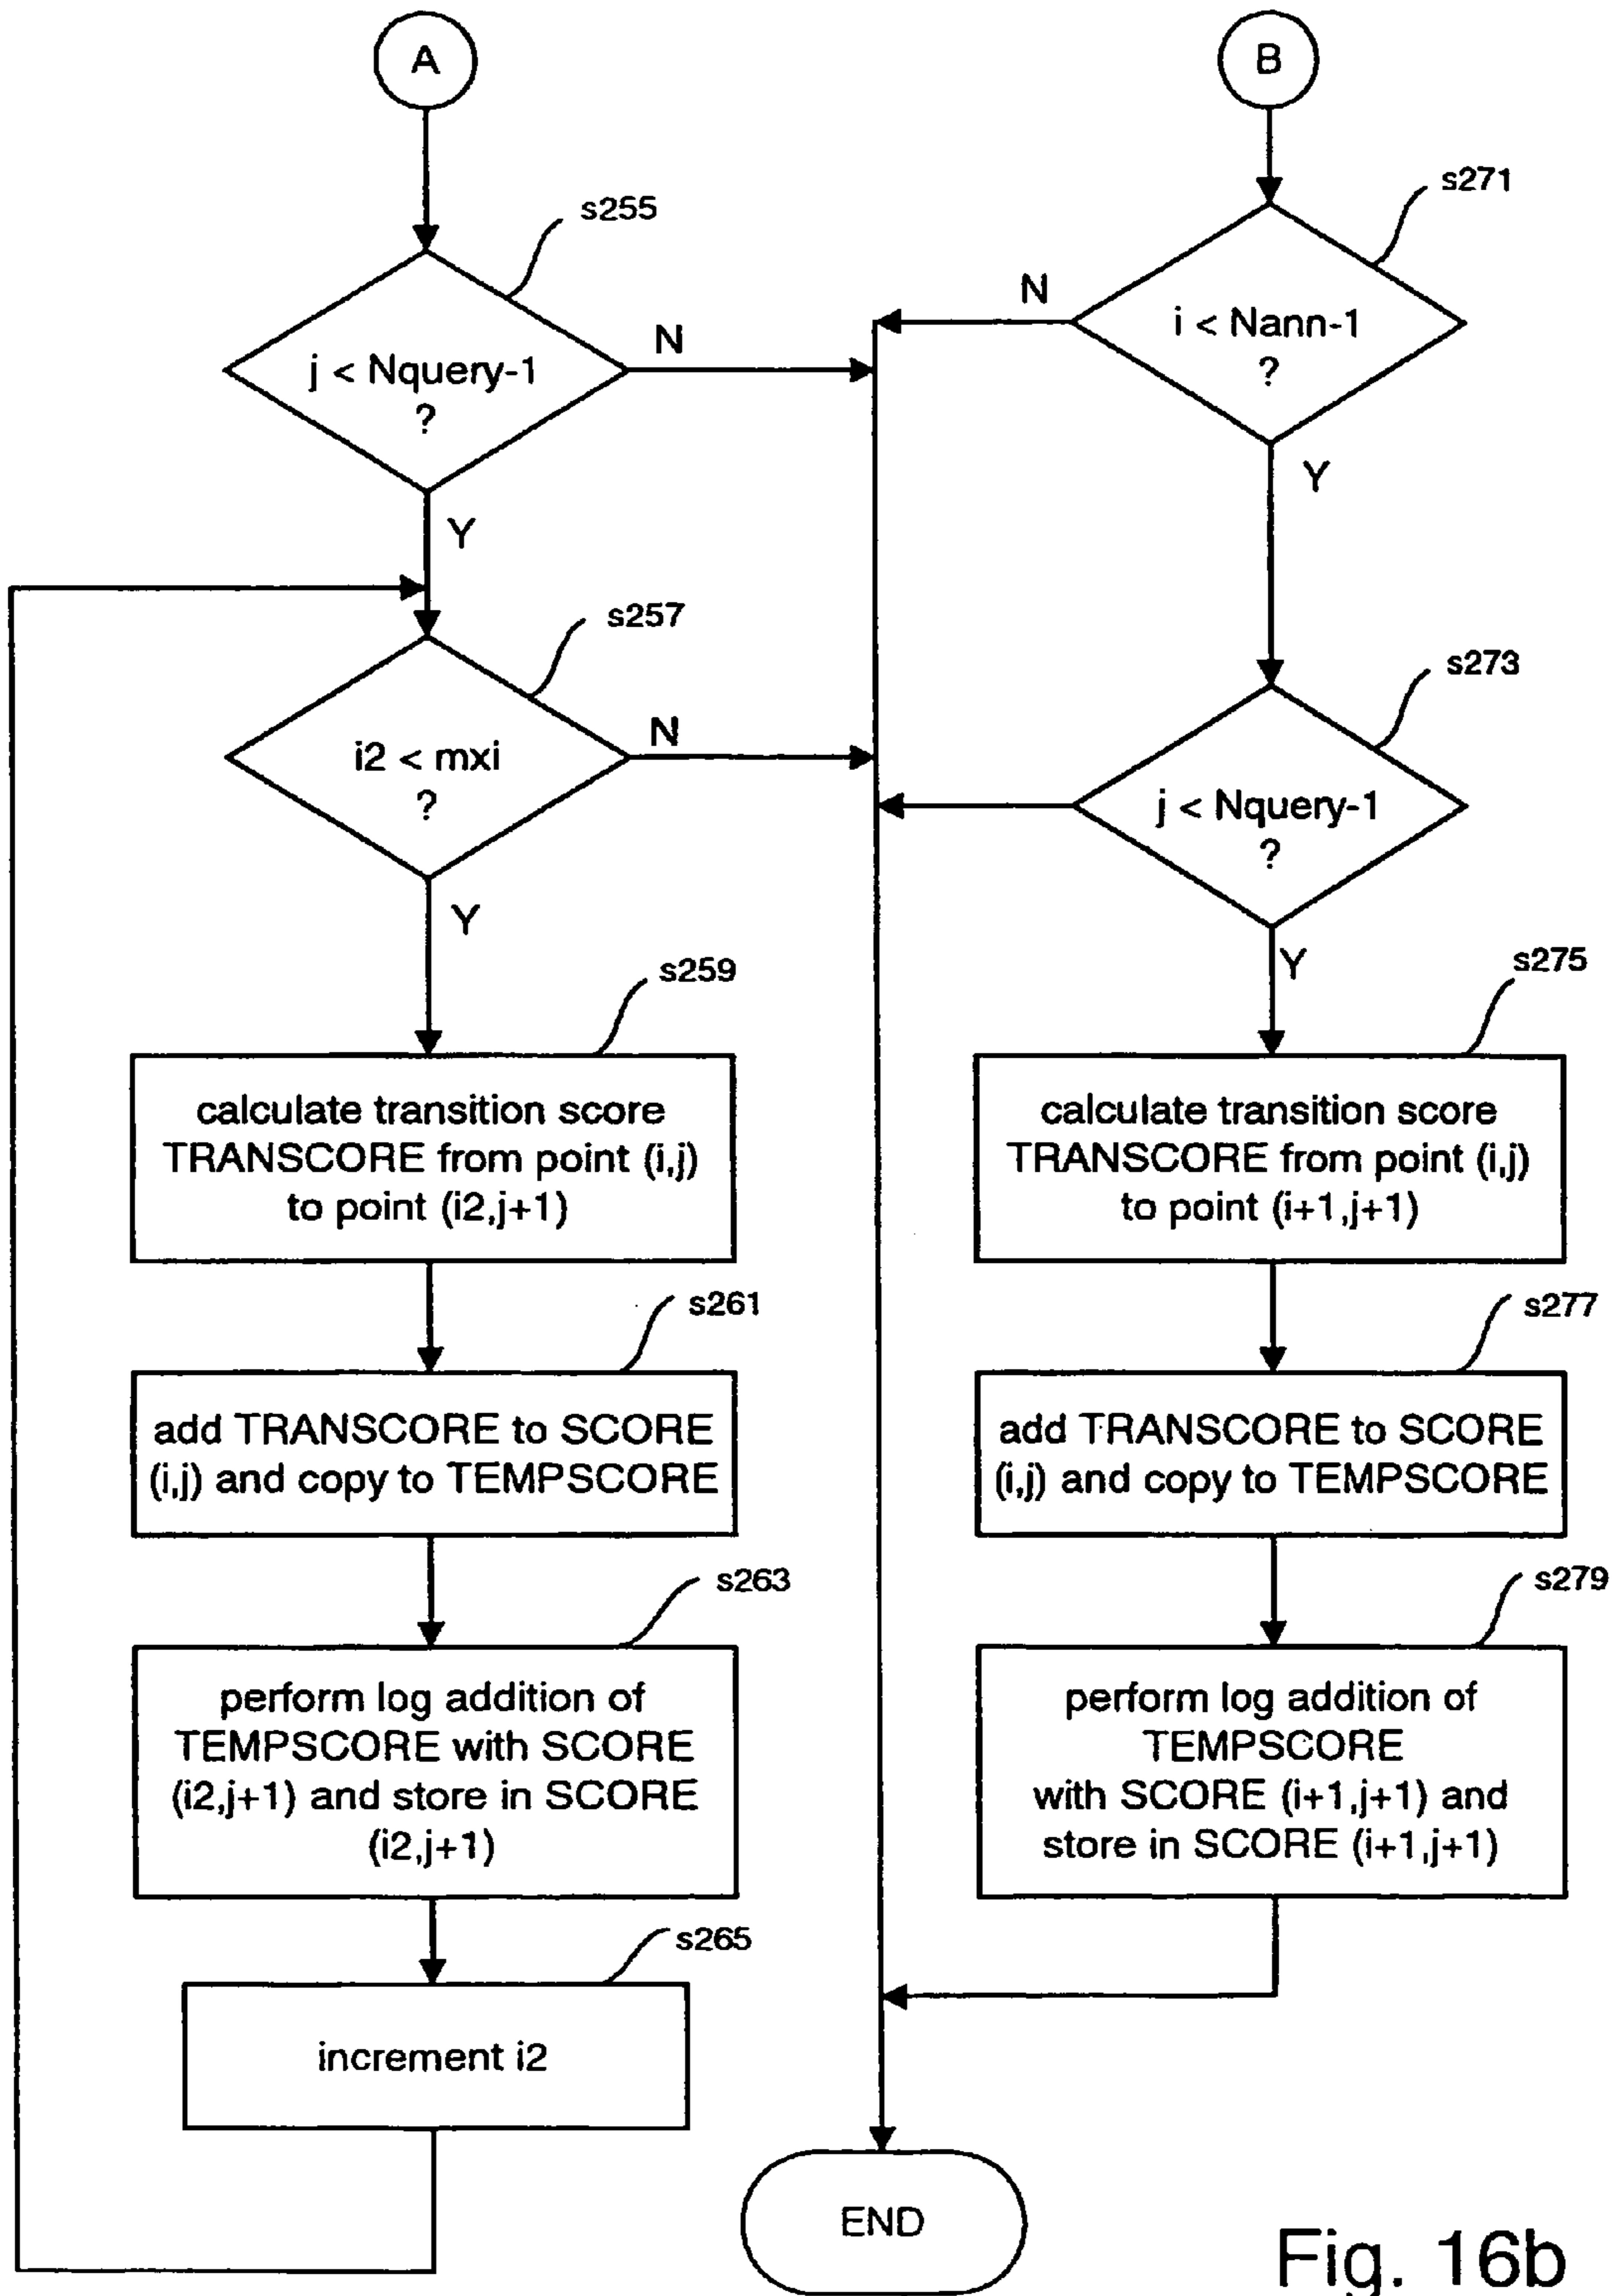 A
s255
j < Nquery-1
?
N
Y
s257
i2 < mxi
?
N
Y
s259
calculate transition score
TRANSCORE from point (i,j)
to point (i2,j+1)
s261
add TRANSCORE to SCORE
(i,j) and copy to TEMPSCORE
s263
perform log addition of
TEMPSCORE with SCORE
(i2,j+1) and store in SCORE
(i2,j+1)
s265
increment i2
B
s271
i < Nann-1
?
N
Y
s273
j < Nquery-1
?
Y
s275
calculate transition score
TRANSCORE from point (i,j)
to point (i+1,j+1)
s277
add TRANSCORE to SCORE
(i,j) and copy to TEMPSCORE
s279
perform log addition of
TEMPSCORE
with SCORE (i+1,j+1) and
store in SCORE (i+1,j+1)
END
Fig. 16b